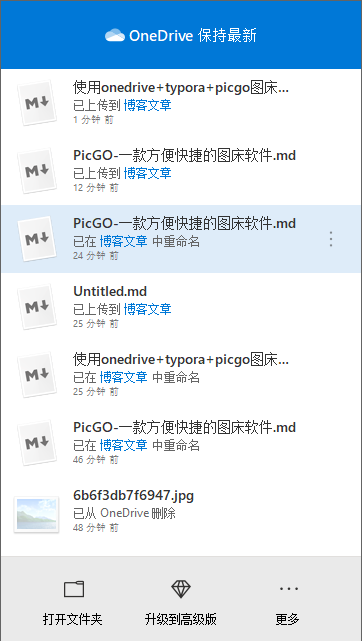 OneDrive 保持最新
使用onedrive+typora+picgo图床...
已上传到 博客文章
1 分钟 前
PicGO-一款方便快捷的图床软件.md
已上传到 博客文章
12 分钟 前
PicGO-一款方便快捷的图床软件.md
已在 博客文章 中重命名
24 分钟 前
Untitled.md
已上传到 博客文章
25 分钟 前
使用onedrive+typora+picgo图床...
已在 博客文章 中重命名
25 分钟 前
PicGO-一款方便快捷的图床软件.md
已在 博客文章 中重命名
46 分钟 前
6b6f3db7f6947.jpg
已从 OneDrive 删除
48 分钟 前
打开文件夹 升级到高级版 更多